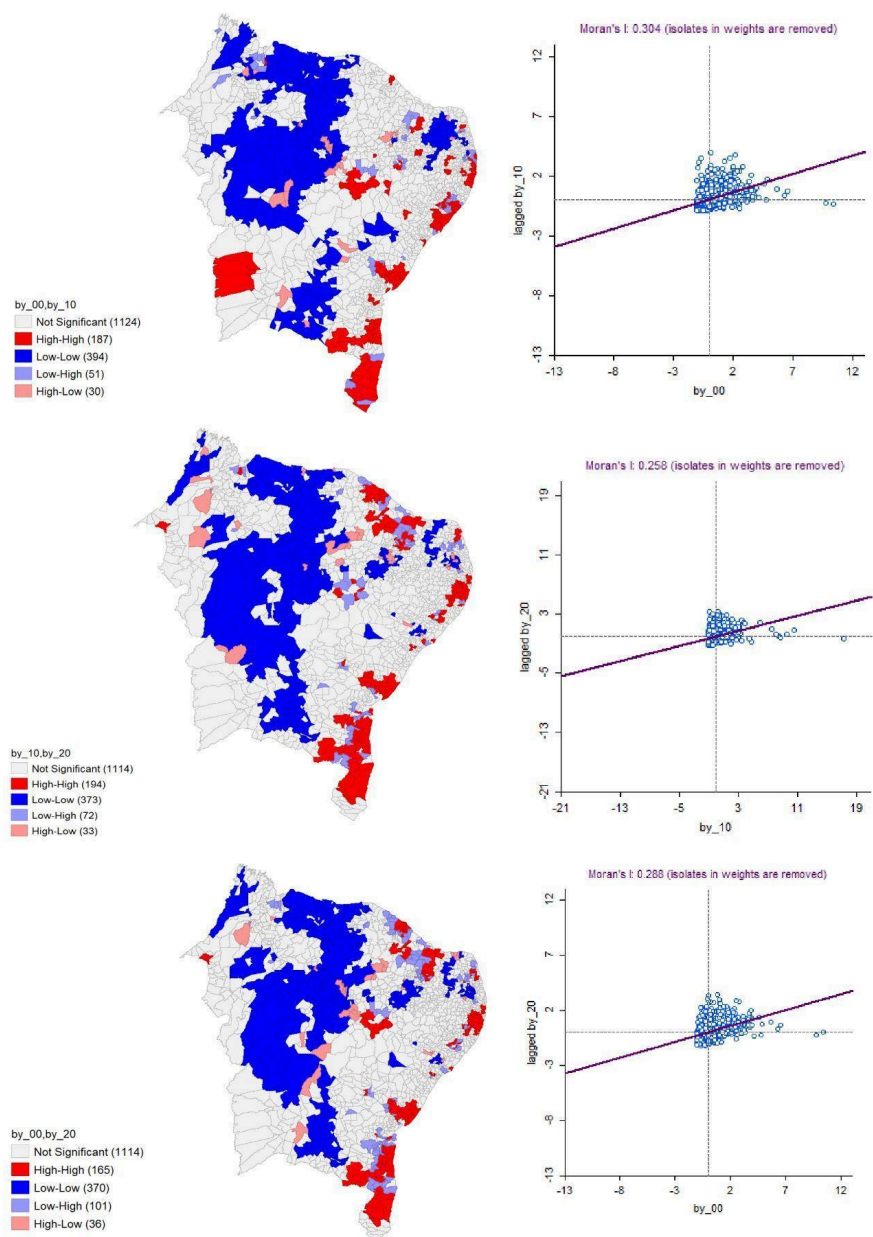 Moran's I: 0.304 (isolates in weights are removed)
12
7
2
-3
-8
-13
lagged by_10
-13 -8 -3 2 7 12
by_00
by_00,by_10
Not Significant (1124)
High-High (187)
Low-Low (394)
Low-High (51)
High-Low (30)
Moran's I: 0.258 (isolates in weights are removed)
19
11
3
-5
-13
-21
lagged by_20
-21 -13 -5 3 11 19
by_10
by_10,by_20
Not Significant (1114)
High-High (194)
Low-Low (373)
Low-High (72)
High-Low (33)
Moran's I: 0.288 (isolates in weights are removed)
12
7
2
-3
-8
-13
lagged by_20
-13 -8 -3 2 7 12
by_00
by_00,by_20
Not Significant (1114)
High-High (165)
Low-Low (370)
Low-High (101)
High-Low (36)